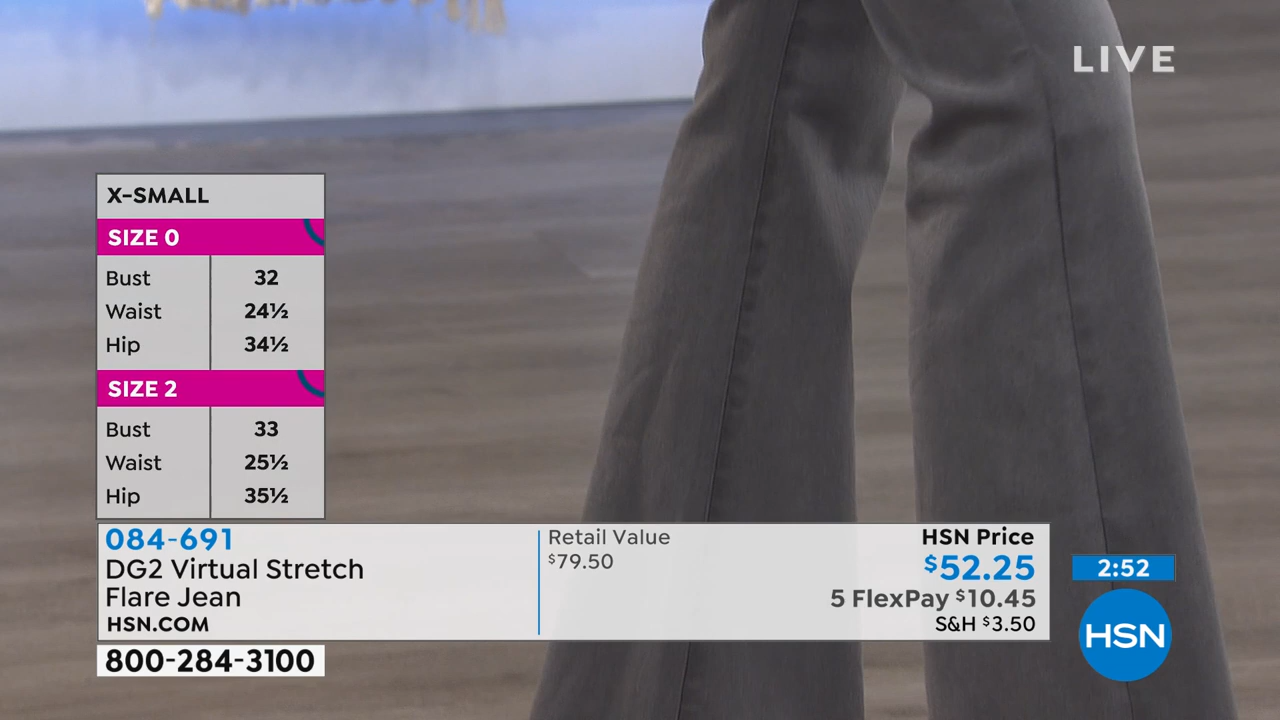 LIVE
X-SMALL
SIZE 0
Bust 32
Waist 24½
Hip 34½
SIZE 2
Bust 33
Waist 25½
Hip 35½
084-691
DG2 Virtual Stretch
Flare Jean
HSN.COM
Retail Value
$79.50
HSN Price
$52.25
5 FlexPay $10.45
S&H $3.50
800-284-3100
2:52
HSN